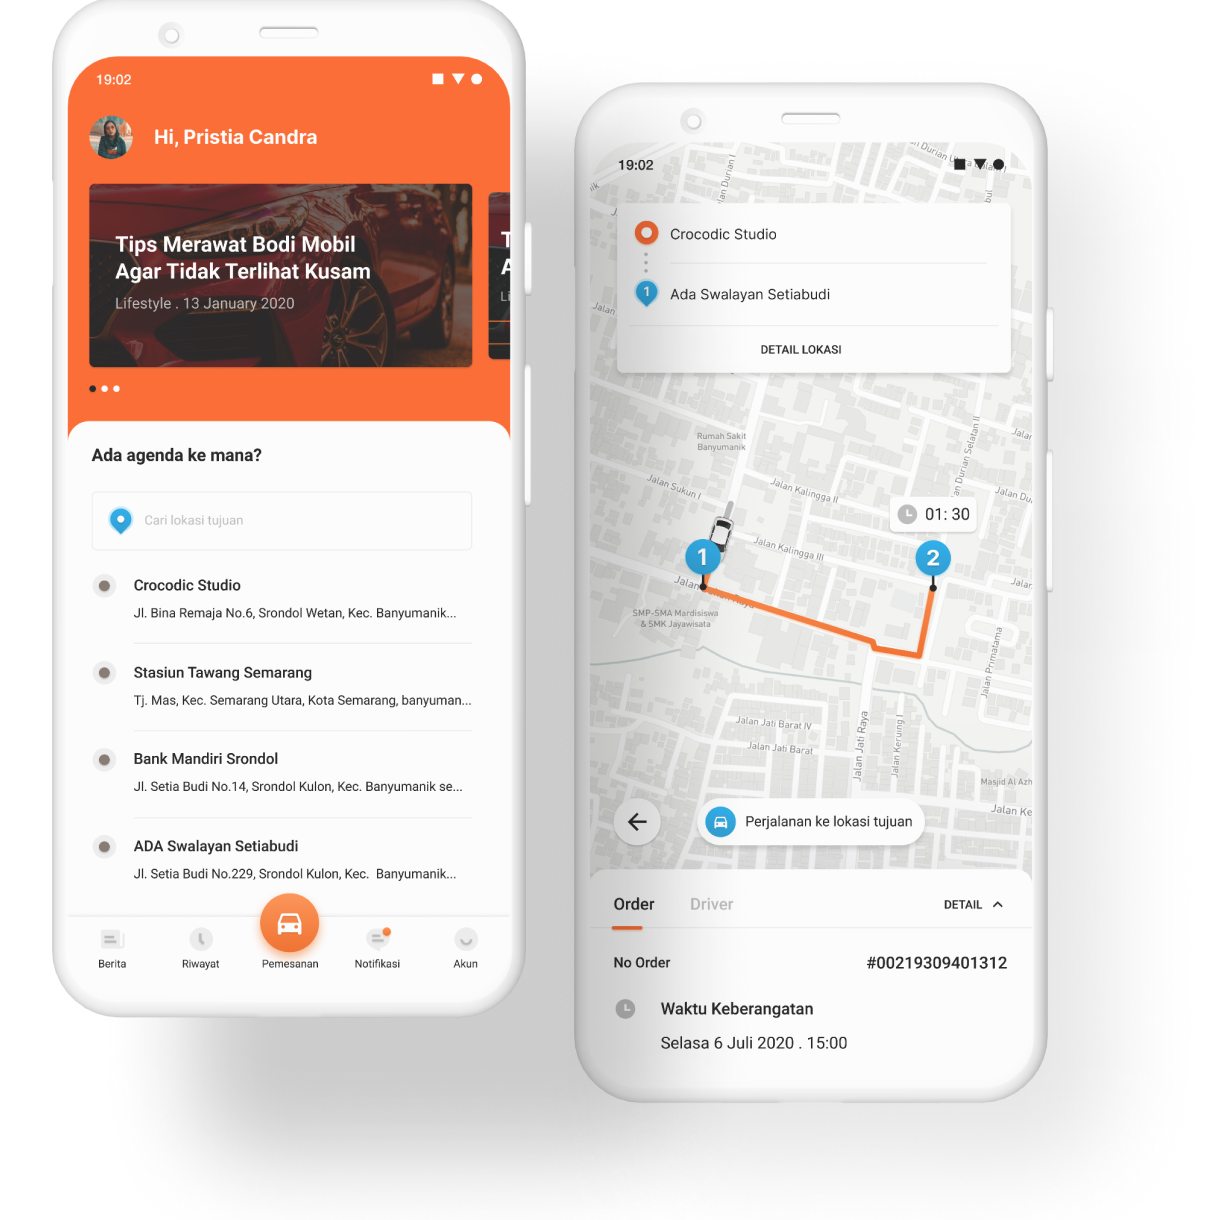 19:02
Hi, Pristia Candra
Tips Merawat Bodi Mobil
Agar Tidak Terlihat Kusam
Lifestyle . 13 January 2020
Ada agenda ke mana?
Cari lokasi tujuan
Crocodic Studio
Jl. Bina Remaja No.6, Srondol Wetan, Kec. Banyumanik...
Stasiun Tawang Semarang
Tj. Mas, Kec. Semarang Utara, Kota Semarang, banyuman...
Bank Mandiri Srondol
Jl. Setia Budi No.14, Srondol Kulon, Kec. Banyumanik se...
ADA Swalayan Setiabudi
Jl. Setia Budi No.229, Srondol Kulon, Kec. Banyumanik...
Berita
Riwayat
Pemesanan
Notifikasi
Akun
19:02
Jalan Durian I
Crocodic Studio
1
Ada Swalayan Setiabudi
DETAIL LOKASI
Rumah Sakit
Banyumanik
Jalan Sukun I
Jalan Kalingga II
Jalan Kalingga III
01: 30
1
2
SMP-SMA Mardisiswa
& SMK Jayawisata
Jalan Primatama
Jalan Jati Barat IV
Jalan Jati Barat
Jalan Jati Raya
Jalan Keruing I
Masjid Al Azh
Jalan Ke
Perjalanan ke lokasi tujuan
Order
Driver
DETAIL
No Order
#00219309401312
Waktu Keberangatan
Selasa 6 Juli 2020 . 15:00